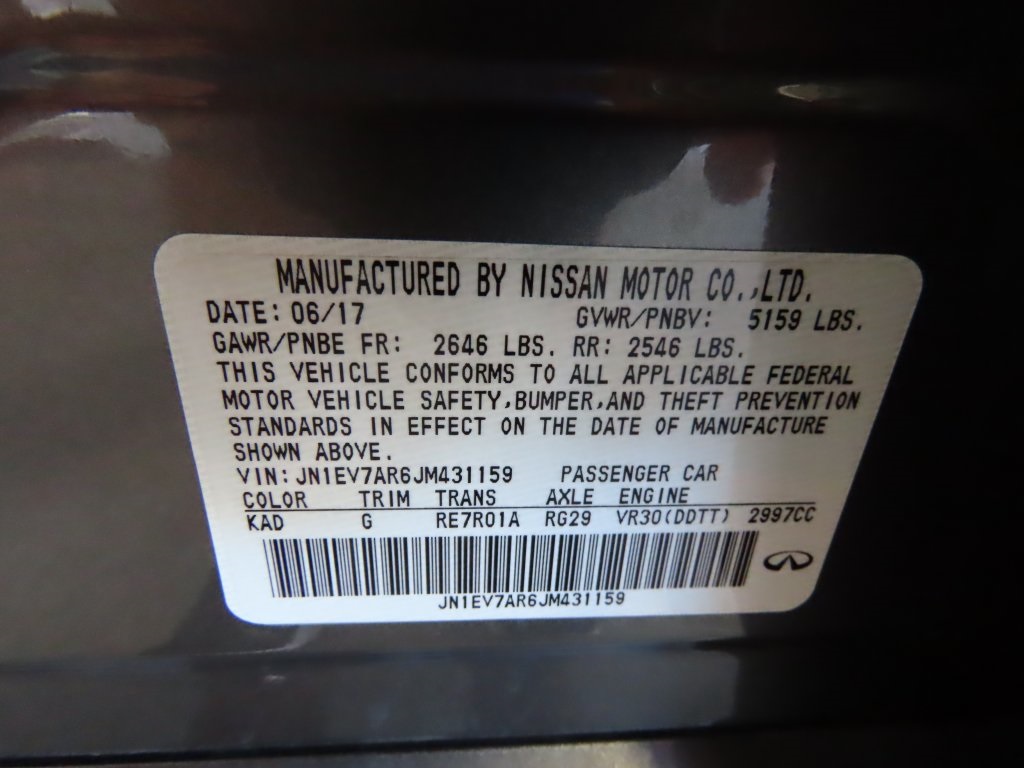 MANUFACTURED BY NISSAN MOTOR CO.,LTD.
DATE: 06/17 GVWR/PNBV: 5159 LBS.
GAWR/PNBE FR: 2646 LBS. RR: 2546 LBS.
THIS VEHICLE CONFORMS TO ALL APPLICABLE FEDERAL
MOTOR VEHICLE SAFETY,BUMPER,AND THEFT PREVENTION
STANDARDS IN EFFECT ON THE DATE OF MANUFACTURE
SHOWN ABOVE.
VIN:JN1EV7AR6JM431159 PASSENGER CAR
COLOR TRIM TRANS AXLE ENGINE
KAD G RE7R01A RG29 VR30(DDTT) 2997CC
JN1EV7AR6JM431159